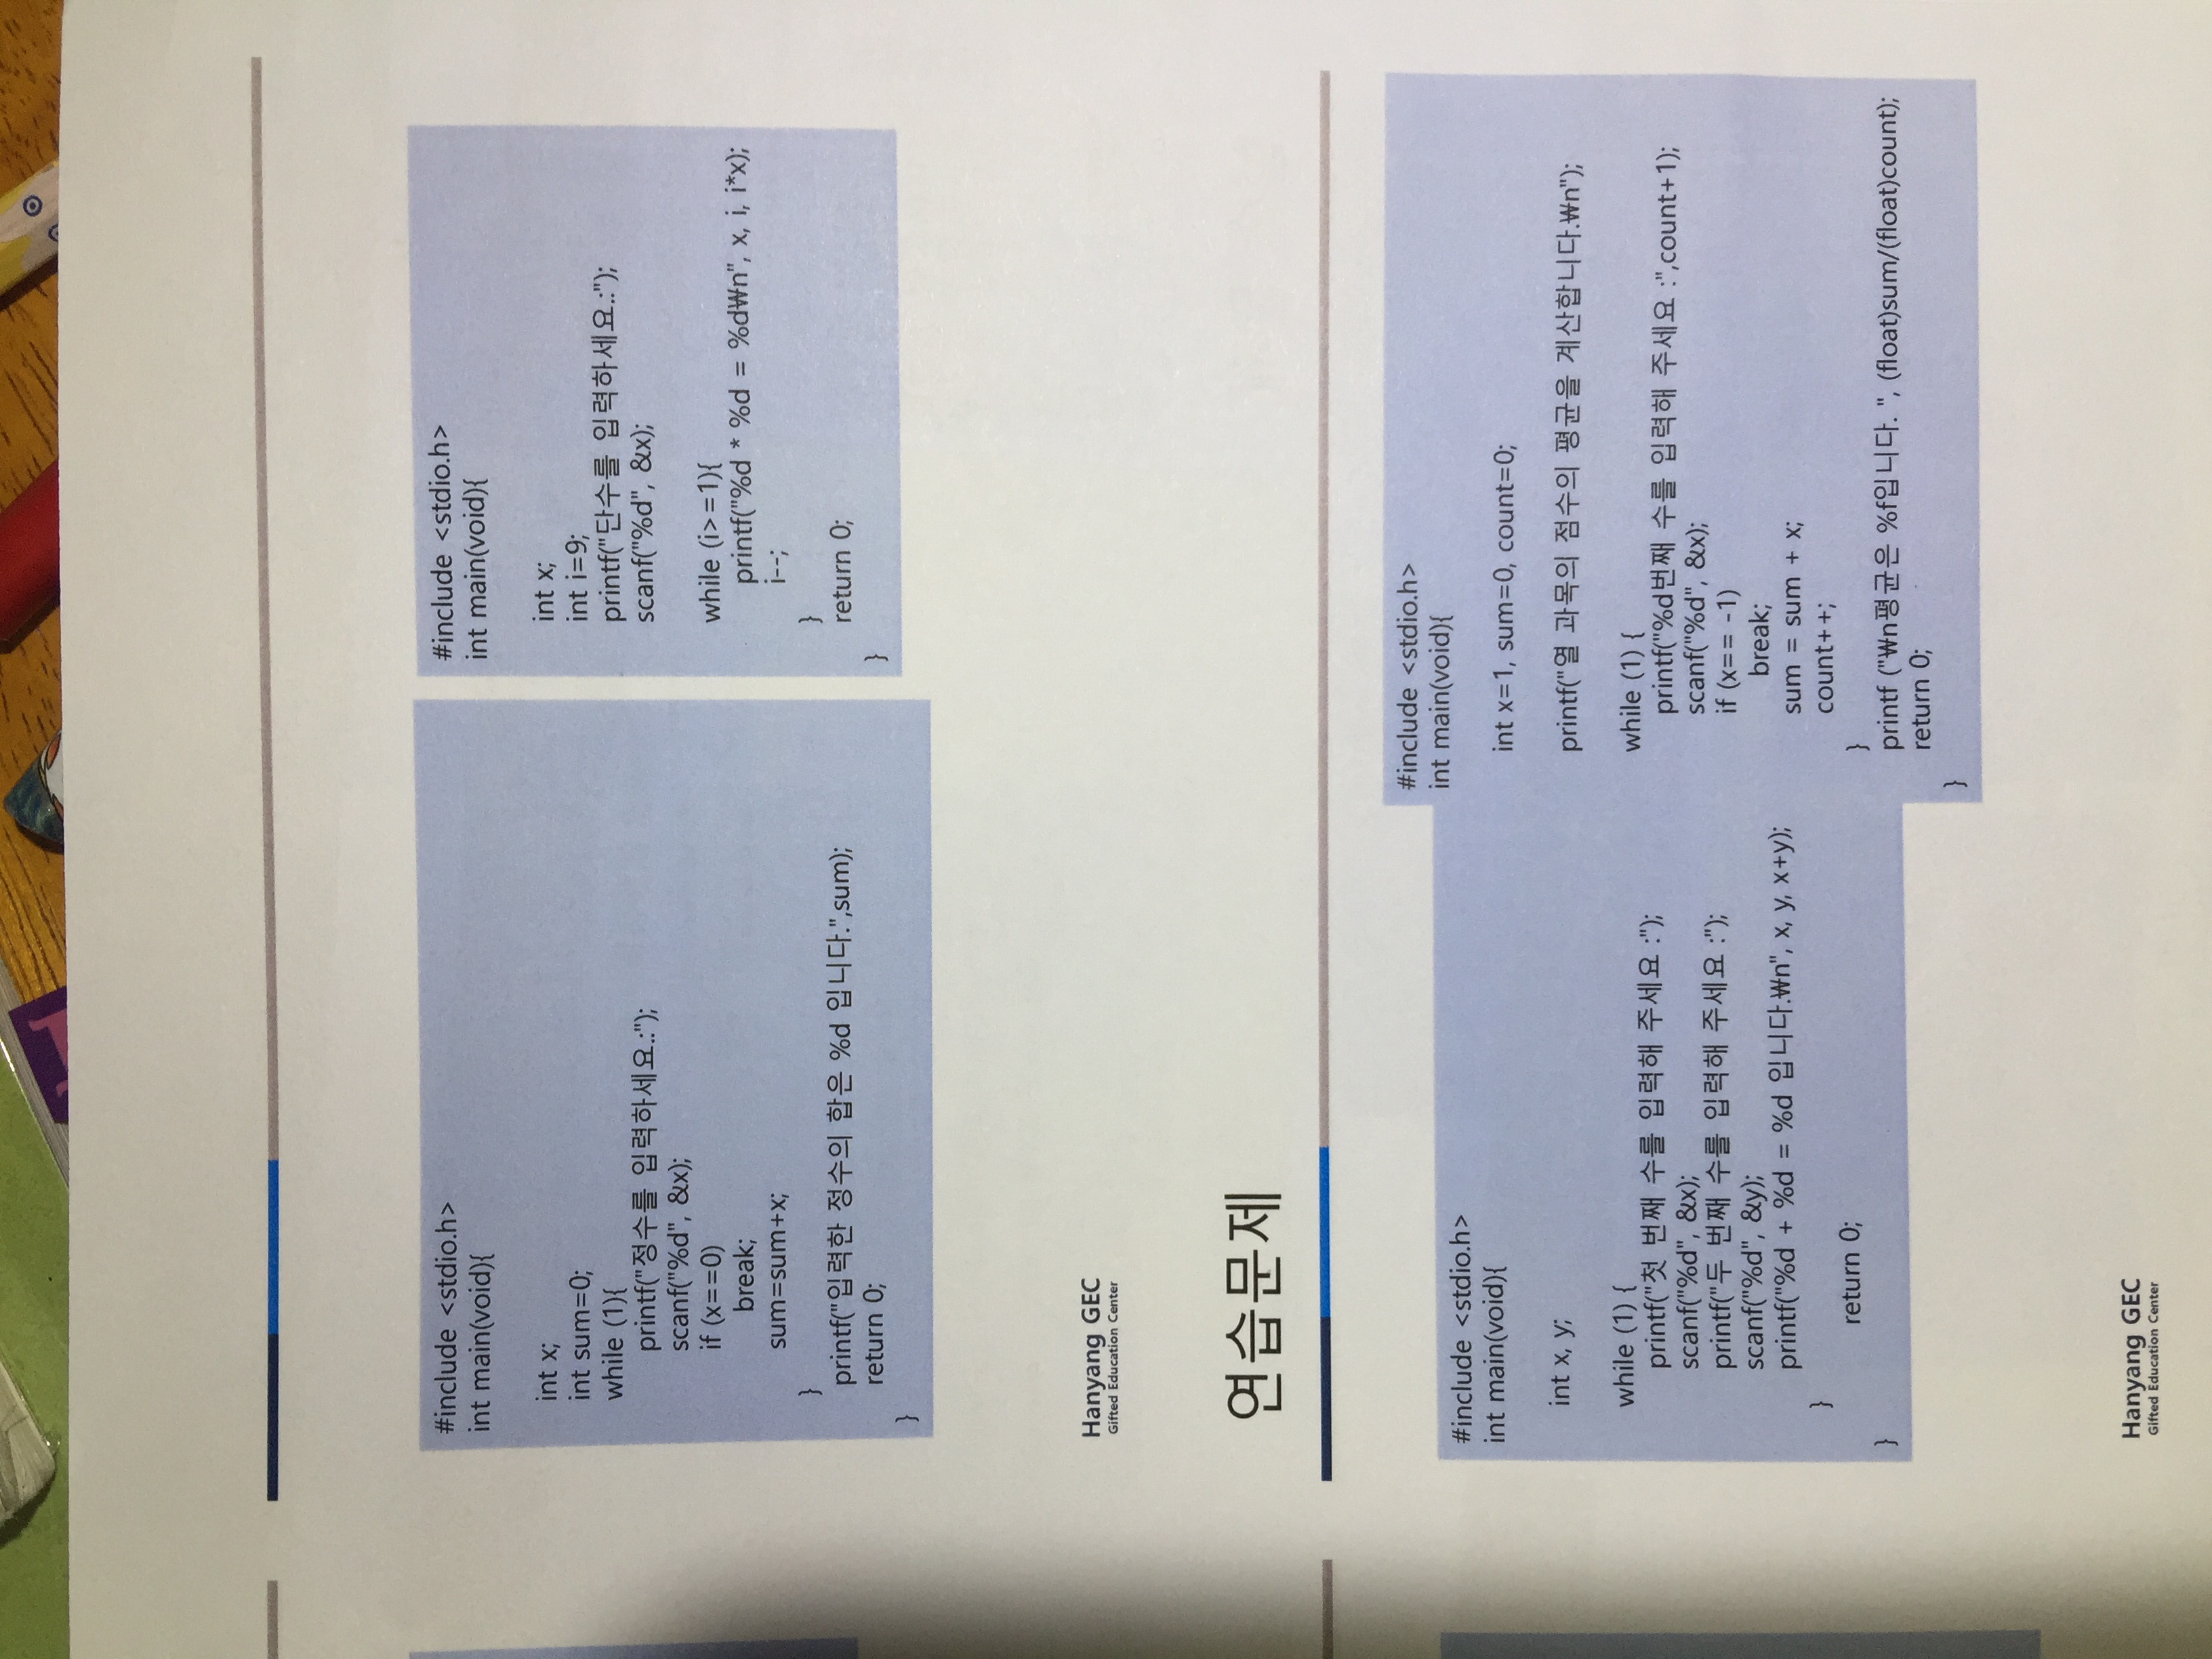 #include <stdio.h>
int main(void){
int x;
int sum=0;
while (1){
printf("정수를 입력하세요.:");
scanf("%d", &x);
if (x==0)
break;
sum=sum+x;
}
printf("입력한 정수의 합은 %d 입니다.",sum);
return 0;
}
#include <stdio.h>
int main(void){
int x;
int i=9;
printf("단수를 입력하세요.:");
scanf("%d", &x);
while (i>=1){
printf("%d * %d = %d₩n", x, i, i*x);
i--;
}
return 0;
}
Hanyang GEC
Gifted Education Center
연습문제
#include <stdio.h>
int main(void){
int x, y;
while (1) {
printf("첫 번째 수를 입력해 주세요 :");
scanf("%d", &x);
printf("두 번째 수를 입력해 주세요 :");
scanf("%d", &y);
printf("%d + %d = %d 입니다.₩n", x, y, x+y);
}
return 0;
}
#include <stdio.h>
int main(void){
int x=1, sum=0, count=0;
printf("열 과목의 점수의 평균을 계산합니다.₩n");
while (1) {
printf("%d번째 수를 입력해 주세요 :",count+1);
scanf("%d", &x);
if (x== -1)
break;
sum = sum + x;
count++;
}
printf ("₩n평균은 %f입니다. ", (float)sum/(float)count);
return 0;
}
Hanyang GEC
Gifted Education Center